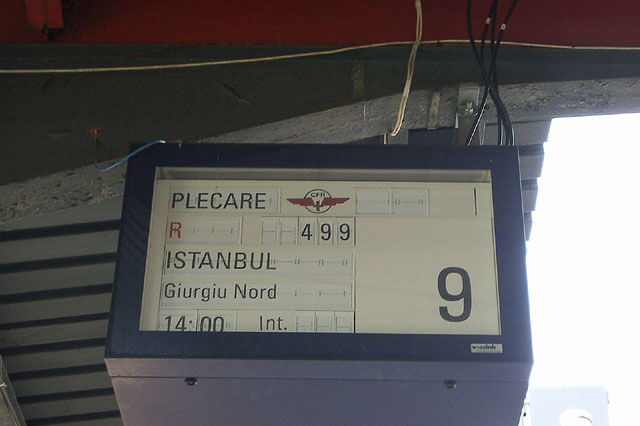 PLECARE CFR
R 499
ISTANBUL
Giurgiu Nord
9
14:00 Int.